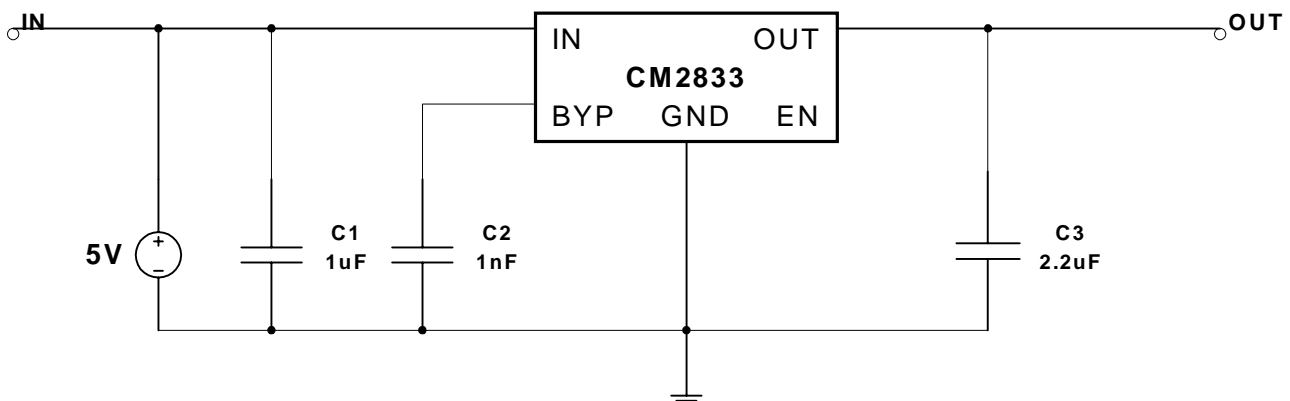 IN
OUT
IN OUT
CM2833
BYP GND EN
5V
+
−
C1
1uF
C2
1nF
C3
2.2uF